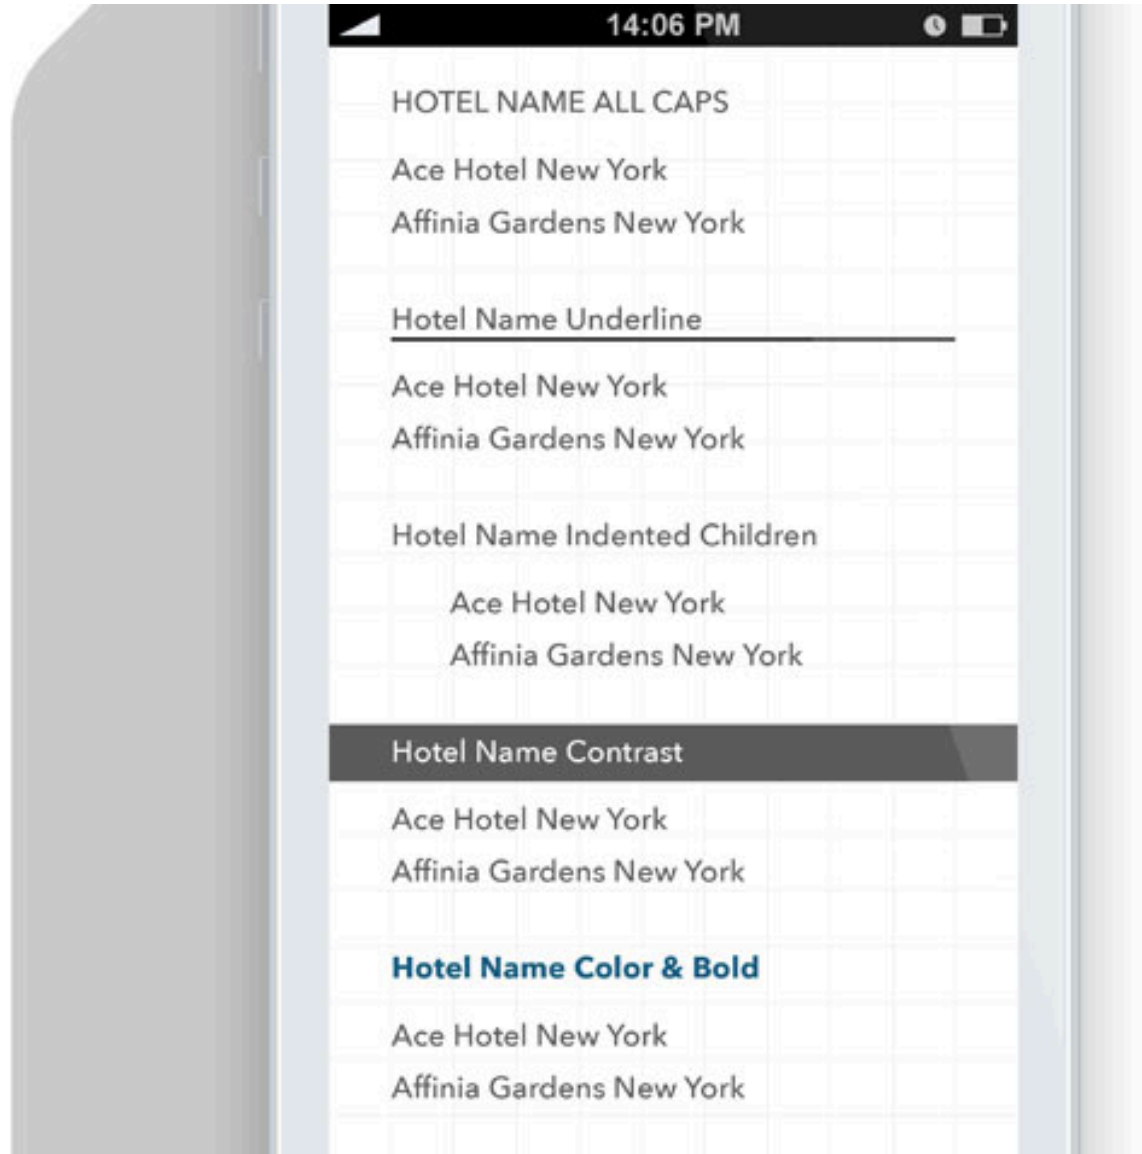 14:06 PM
HOTEL NAME ALL CAPS
Ace Hotel New York
Affinia Gardens New York
Hotel Name Underline
Ace Hotel New York
Affinia Gardens New York
Hotel Name Indented Children
Ace Hotel New York
Affinia Gardens New York
Hotel Name Contrast
Ace Hotel New York
Affinia Gardens New York
Hotel Name Color & Bold
Ace Hotel New York
Affinia Gardens New York